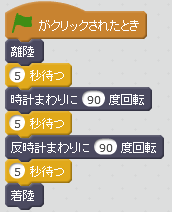 がクリックされたとき
離陸
5 秒待つ
時計まわりに 90 度回転
5 秒待つ
反時計まわりに 90 度回転
5 秒待つ
着陸